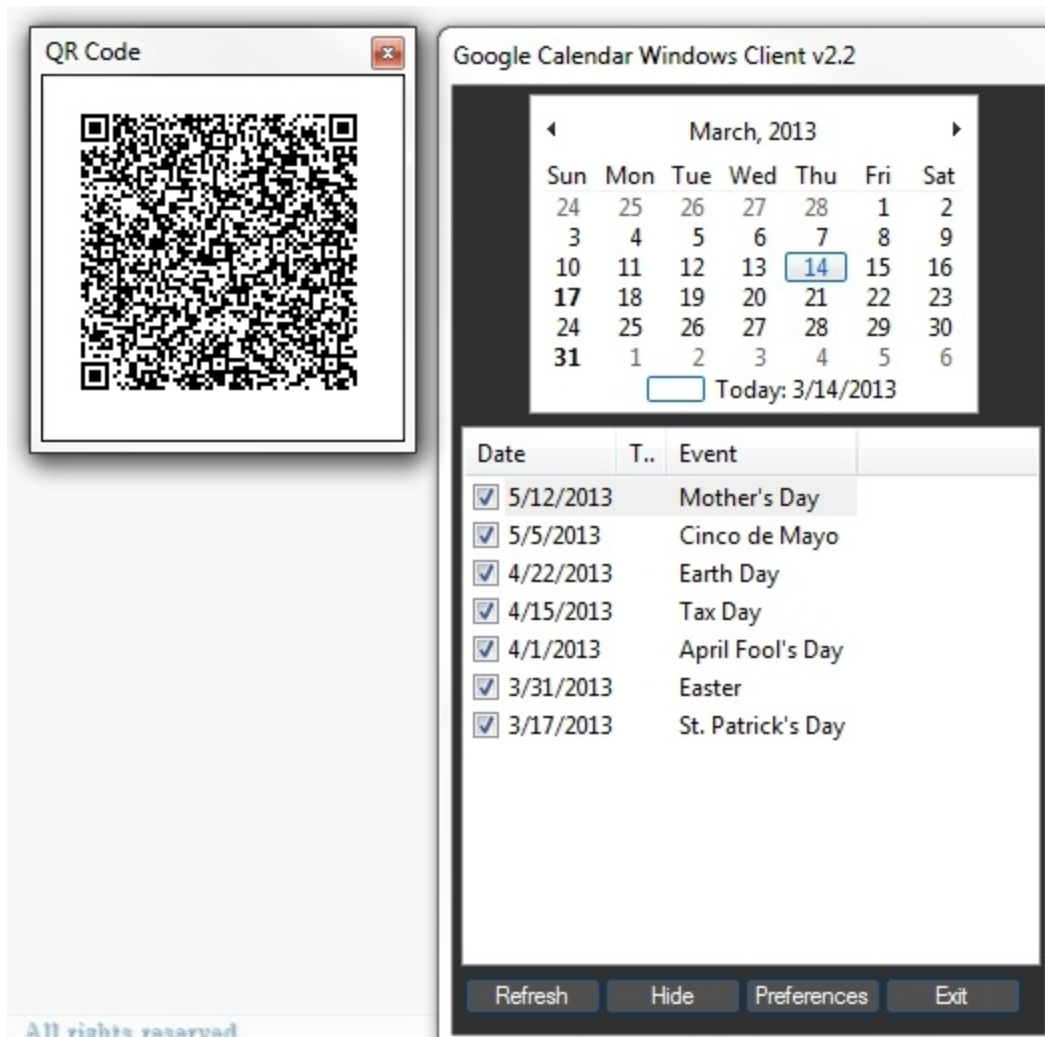 QR Code
Google Calendar Windows Client v2.2
March, 2013
Sun Mon Tue Wed Thu Fri Sat
24 25 26 27 28 1 2
3 4 5 6 7 8 9
10 11 12 13 14 15 16
17 18 19 20 21 22 23
24 25 26 27 28 29 30
31 1 2 3 4 5 6
Today: 3/14/2013
Date T.. Event
5/12/2013 Mother's Day
5/5/2013 Cinco de Mayo
4/22/2013 Earth Day
4/15/2013 Tax Day
4/1/2013 April Fool's Day
3/31/2013 Easter
3/17/2013 St. Patrick's Day
Refresh Hide Preferences Exit
All rights reserved